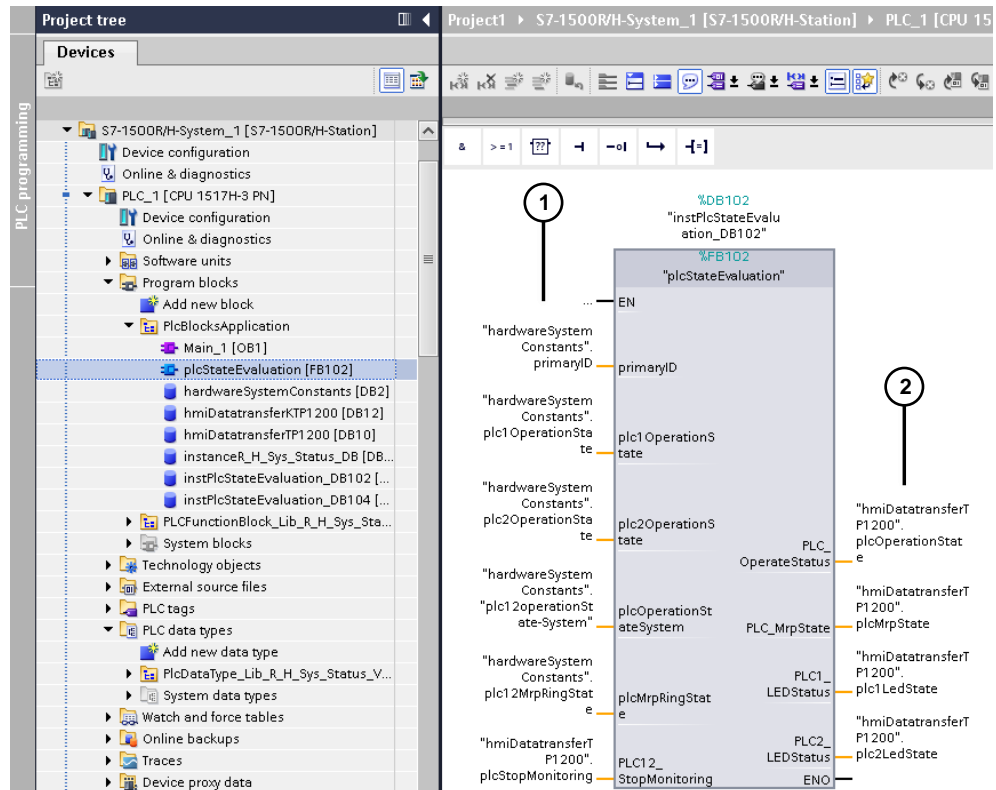 Project tree
Project1 ▸ S7-1500R/H-System_1 [S7-1500R/H-Station] ▸ PLC_1 [CPU 15
Devices
PLC programming
S7-1500R/H-System_1 [S7-1500R/H-Station]
Device configuration
Online & diagnostics
PLC_1 [CPU 1517H-3 PN]
Device configuration
Online & diagnostics
Software units
Program blocks
Add new block
PlcBlocksApplication
Main_1 [OB1]
plcStateEvaluation [FB102]
hardwareSystemConstants [DB2]
hmiDatatransferKTP1200 [DB12]
hmiDatatransferTP1200 [DB10]
instanceR_H_Sys_Status_DB [DB...
instPlcStateEvaluation_DB102 [...
instPlcStateEvaluation_DB104 [...
PLCFunctionBlock_Lib_R_H_Sys_Sta...
System blocks
Technology objects
External source files
PLC tags
PLC data types
Add new data type
PlcDataType_Lib_R_H_Sys_Status_V...
System data types
Watch and force tables
Online backups
Traces
Device proxy data
& >=1 ?? -o| -[=]
1
%DB102
"instPlcStateEvalu
ation_DB102"
%FB102
"plcStateEvaluation"
... EN
"hardwareSystem
Constants".
primaryID primaryID
"hardwareSystem
Constants".
plc1OperationSta
te
plc1OperationS
tate
"hardwareSystem
Constants".
plc2OperationSta
te
plc2OperationS
tate
"hardwareSystem
Constants".
"plc12operationSt
ate-System"
plcOperationSt
ateSystem
"hardwareSystem
Constants".
plc12MrpRingStat
e
plcMrpRingStat
e
"hmiDatatransferT
P1200".
plcStopMonitoring
PLC12_
StopMonitoring
2
PLC_
OperateStatus
"hmiDatatransferT
P1200".
plcOperationStat
e
PLC_MrpState
"hmiDatatransferT
P1200".
plcMrpState
PLC1_
LEDStatus
"hmiDatatransferT
P1200".
plc1LedState
PLC2_
LEDStatus
"hmiDatatransferT
P1200".
plc2LedState
ENO